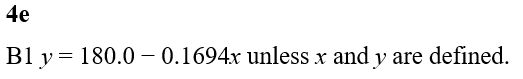 4e
B1 y = 180.0 − 0.1694x unless x and y are defined.